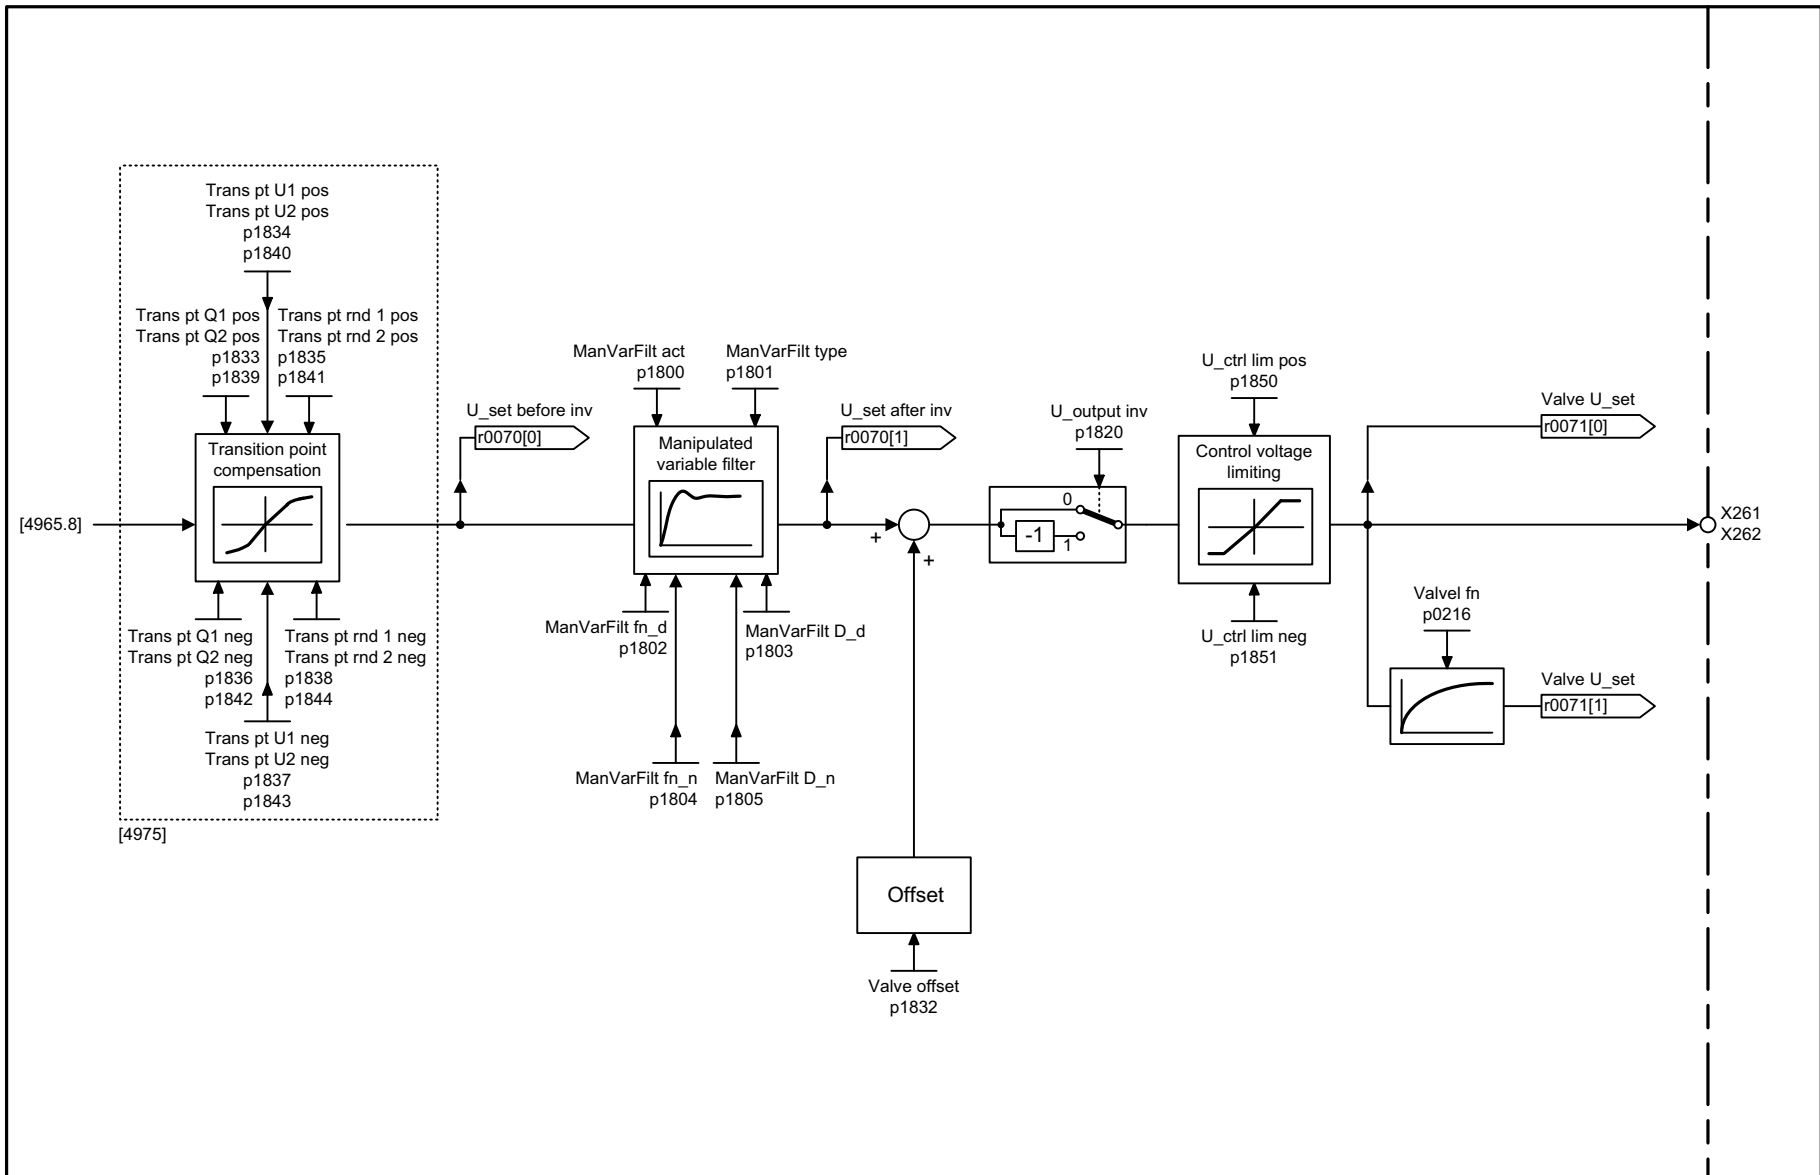 Trans pt U1 pos
Trans pt U2 pos
p1834
p1840
Trans pt Q1 pos
Trans pt Q2 pos
p1833
p1839
Trans pt rnd 1 pos
Trans pt rnd 2 pos
p1835
p1841
Transition point
compensation
[4965.8]
Trans pt Q1 neg
Trans pt Q2 neg
p1836
p1842
Trans pt rnd 1 neg
Trans pt rnd 2 neg
p1838
p1844
Trans pt U1 neg
Trans pt U2 neg
p1837
p1843
[4975]
U_set before inv
r0070[0]
ManVarFilt act
p1800
ManVarFilt type
p1801
Manipulated
variable filter
ManVarFilt fn_d
p1802
ManVarFilt D_d
p1803
ManVarFilt fn_n
p1804
ManVarFilt D_n
p1805
U_set after inv
r0070[1]
+
+
Offset
Valve offset
p1832
U_output inv
p1820
0
-1
1
U_ctrl lim pos
p1850
Control voltage
limiting
U_ctrl lim neg
p1851
Valve U_set
r0071[0]
X261
X262
Valvel fn
p0216
Valve U_set
r0071[1]